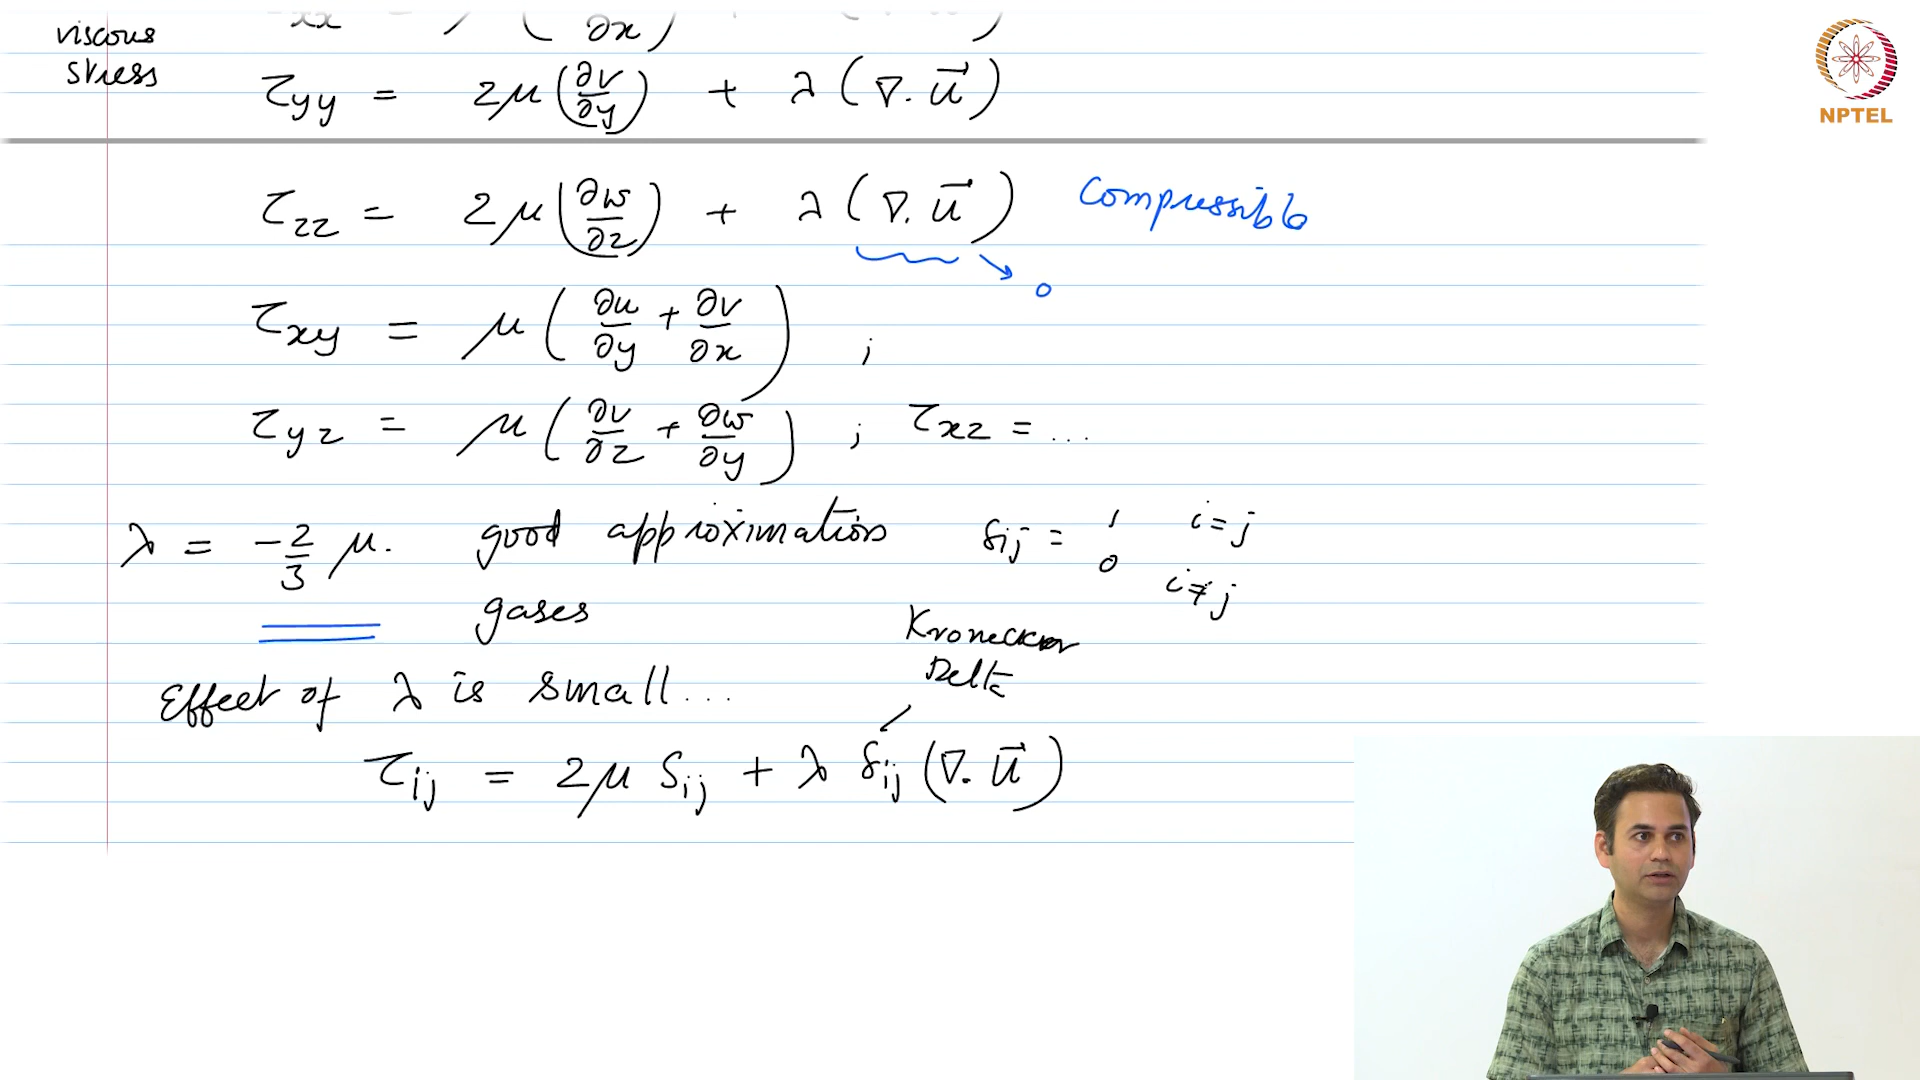 viscous
stress
τxx = μ (∂x)
τyy = 2μ (∂v/∂y) + λ (∇. u⃗)
τzz = 2μ (∂w/∂z) + λ (∇. u⃗) Compressible
0
τxy = μ (∂u/∂y + ∂v/∂x) ;
τyz = μ (∂v/∂z + ∂w/∂y) ; τxz = ...
λ = -2/3 μ. good approximation δij = 1 i=j
0 i≠j
gases
Kronecker
Delta
Effect of λ is small...
τij = 2μ Sij + λ δij (∇. u⃗)
NPTEL